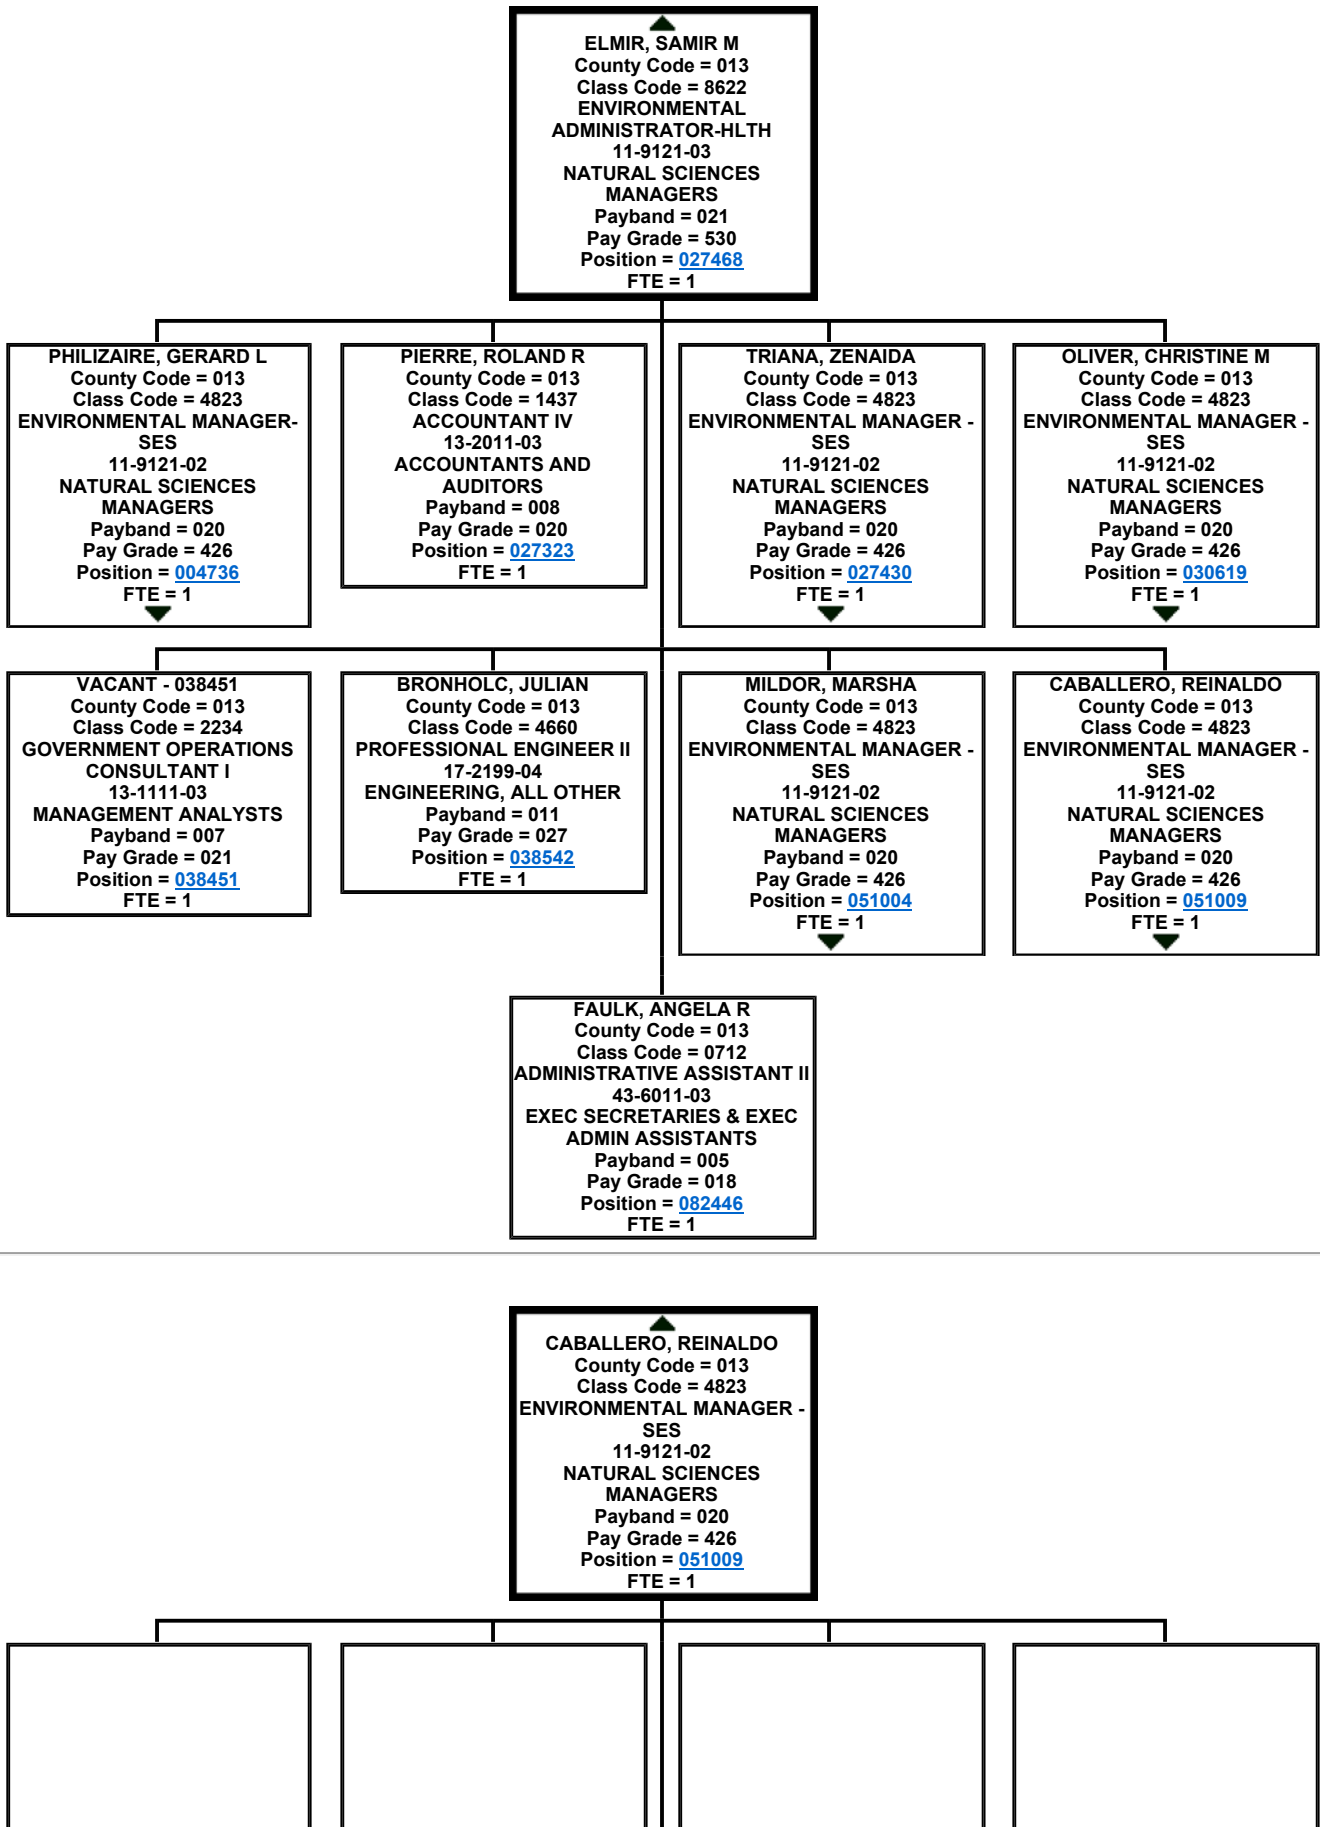 ELMIR, SAMIR M
County Code = 013
Class Code = 8622
ENVIRONMENTAL
ADMINISTRATOR-HLTH
11-9121-03
NATURAL SCIENCES
MANAGERS
Payband = 021
Pay Grade = 530
Position = 027468
FTE = 1
PHILIZAIRE, GERARD L
County Code = 013
Class Code = 4823
ENVIRONMENTAL MANAGER-
SES
11-9121-02
NATURAL SCIENCES
MANAGERS
Payband = 020
Pay Grade = 426
Position = 004736
FTE = 1
PIERRE, ROLAND R
County Code = 013
Class Code = 1437
ACCOUNTANT IV
13-2011-03
ACCOUNTANTS AND
AUDITORS
Payband = 008
Pay Grade = 020
Position = 027323
FTE = 1
TRIANA, ZENAIDA
County Code = 013
Class Code = 4823
ENVIRONMENTAL MANAGER -
SES
11-9121-02
NATURAL SCIENCES
MANAGERS
Payband = 020
Pay Grade = 426
Position = 027430
FTE = 1
OLIVER, CHRISTINE M
County Code = 013
Class Code = 4823
ENVIRONMENTAL MANAGER -
SES
11-9121-02
NATURAL SCIENCES
MANAGERS
Payband = 020
Pay Grade = 426
Position = 030619
FTE = 1
VACANT - 038451
County Code = 013
Class Code = 2234
GOVERNMENT OPERATIONS
CONSULTANT I
13-1111-03
MANAGEMENT ANALYSTS
Payband = 007
Pay Grade = 021
Position = 038451
FTE = 1
BRONHOLC, JULIAN
County Code = 013
Class Code = 4660
PROFESSIONAL ENGINEER II
17-2199-04
ENGINEERING, ALL OTHER
Payband = 011
Pay Grade = 027
Position = 038542
FTE = 1
MILDOR, MARSHA
County Code = 013
Class Code = 4823
ENVIRONMENTAL MANAGER -
SES
11-9121-02
NATURAL SCIENCES
MANAGERS
Payband = 020
Pay Grade = 426
Position = 051004
FTE = 1
CABALLERO, REINALDO
County Code = 013
Class Code = 4823
ENVIRONMENTAL MANAGER -
SES
11-9121-02
NATURAL SCIENCES
MANAGERS
Payband = 020
Pay Grade = 426
Position = 051009
FTE = 1
FAULK, ANGELA R
County Code = 013
Class Code = 0712
ADMINISTRATIVE ASSISTANT II
43-6011-03
EXEC SECRETARIES & EXEC
ADMIN ASSISTANTS
Payband = 005
Pay Grade = 018
Position = 082446
FTE = 1
CABALLERO, REINALDO
County Code = 013
Class Code = 4823
ENVIRONMENTAL MANAGER -
SES
11-9121-02
NATURAL SCIENCES
MANAGERS
Payband = 020
Pay Grade = 426
Position = 051009
FTE = 1